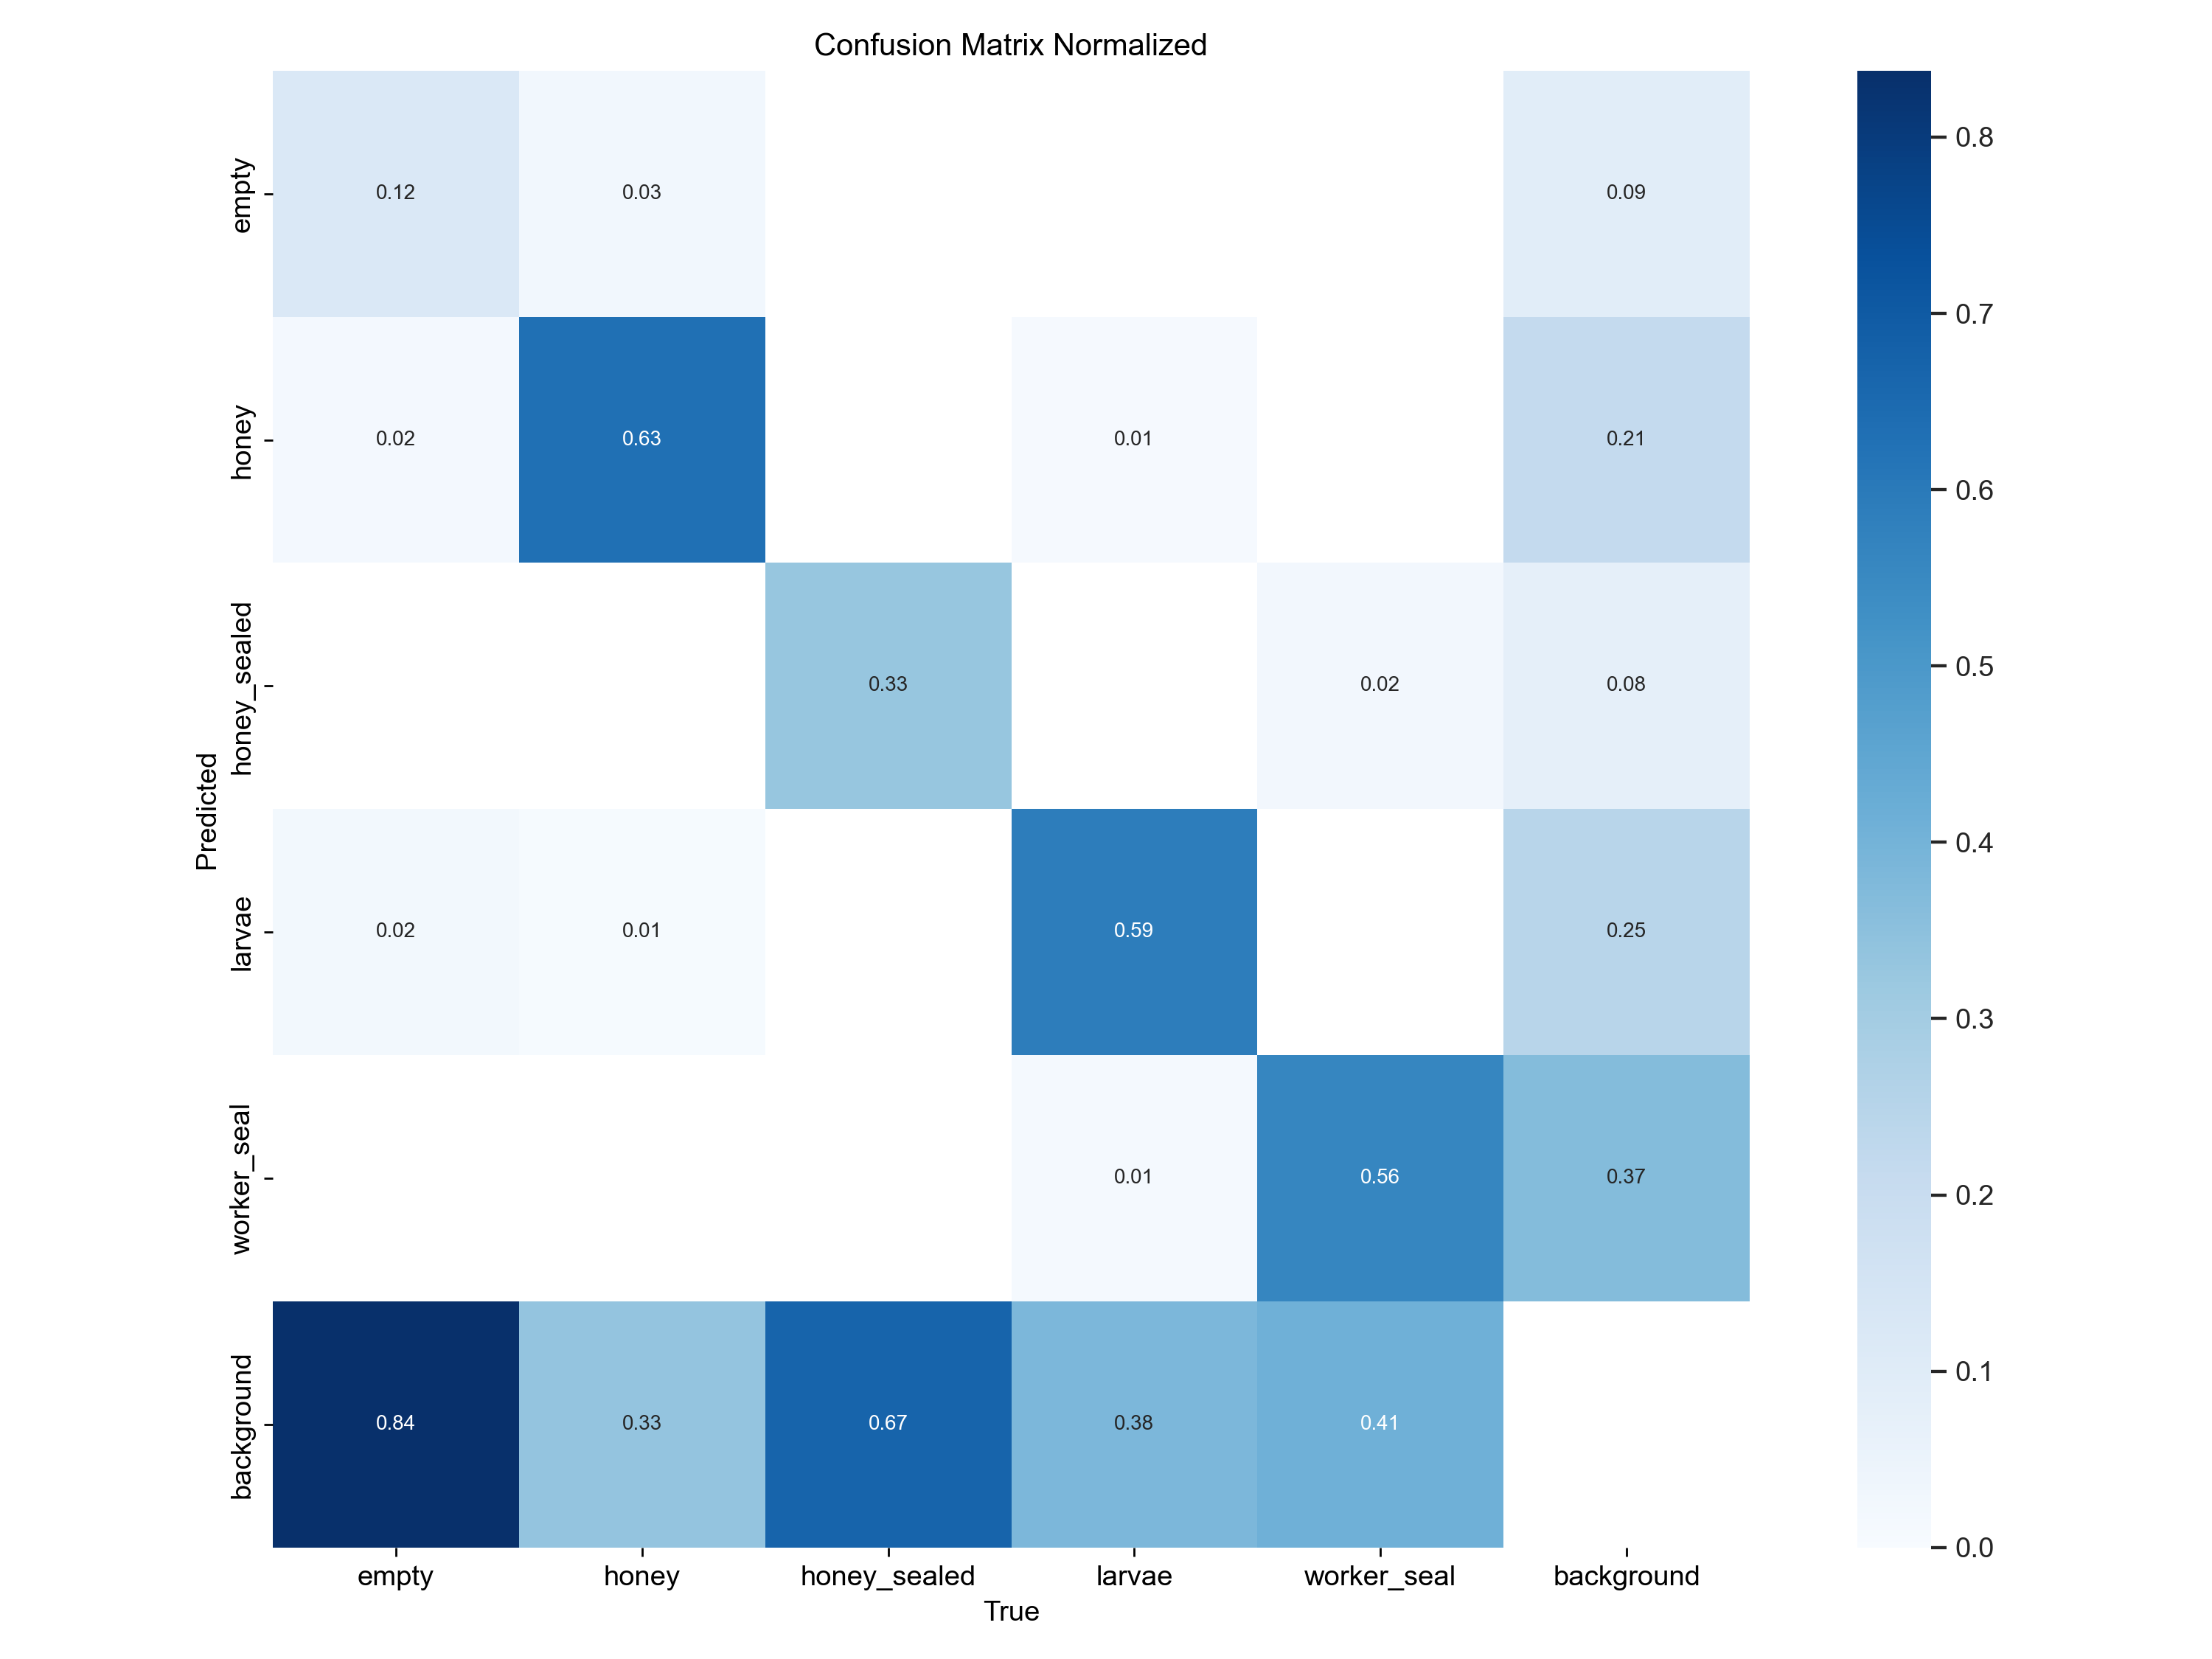 Confusion Matrix Normalized
empty
0.12
0.03
0.09
honey
0.02
0.63
0.01
0.21
honey_sealed
0.33
0.02
0.08
larvae
0.02
0.01
0.59
0.25
worker_seal
0.01
0.56
0.37
background
0.84
0.33
0.67
0.38
0.41
Predicted
empty
honey
honey_sealed
larvae
worker_seal
background
True
0.8
0.7
0.6
0.5
0.4
0.3
0.2
0.1
0.0